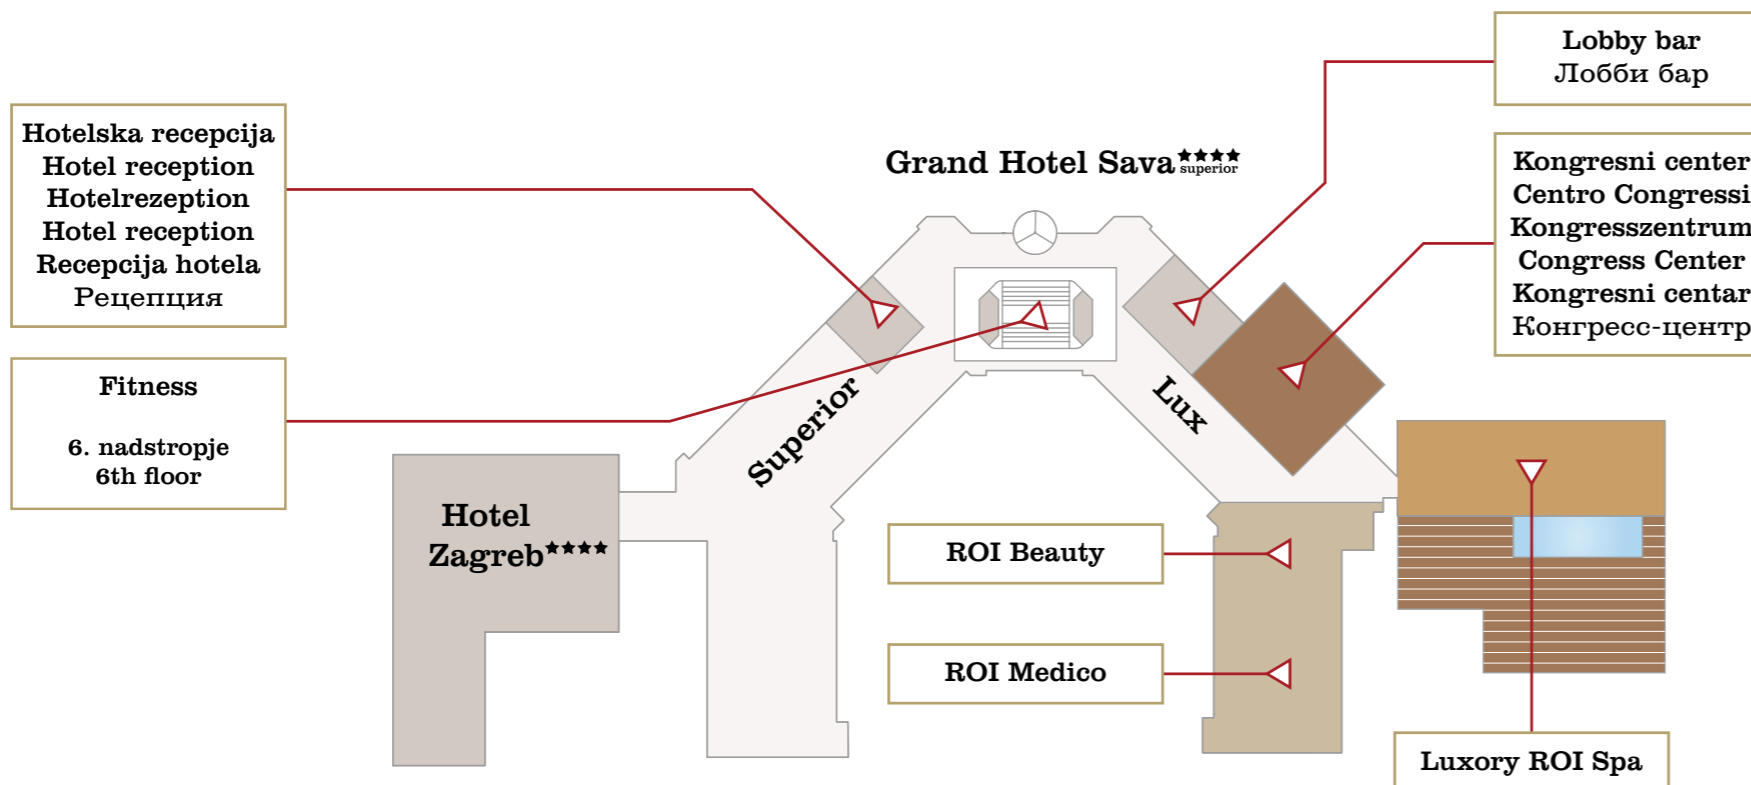 Lobby bar
Лобби бар
Hotelska recepcija
Hotel reception
Hotelrezeption
Hotel reception
Recepcija hotela
Рецепция
Grand Hotel Sava★★★★
superior
Kongresni center
Centro Congressi
Kongresszentrum
Congress Center
Kongresni centar
Конгресс-центр
Fitness
6. nadstropje
6th floor
Superior
Lux
Hotel
Zagreb★★★★
ROI Beauty
ROI Medico
Luxory ROI Spa